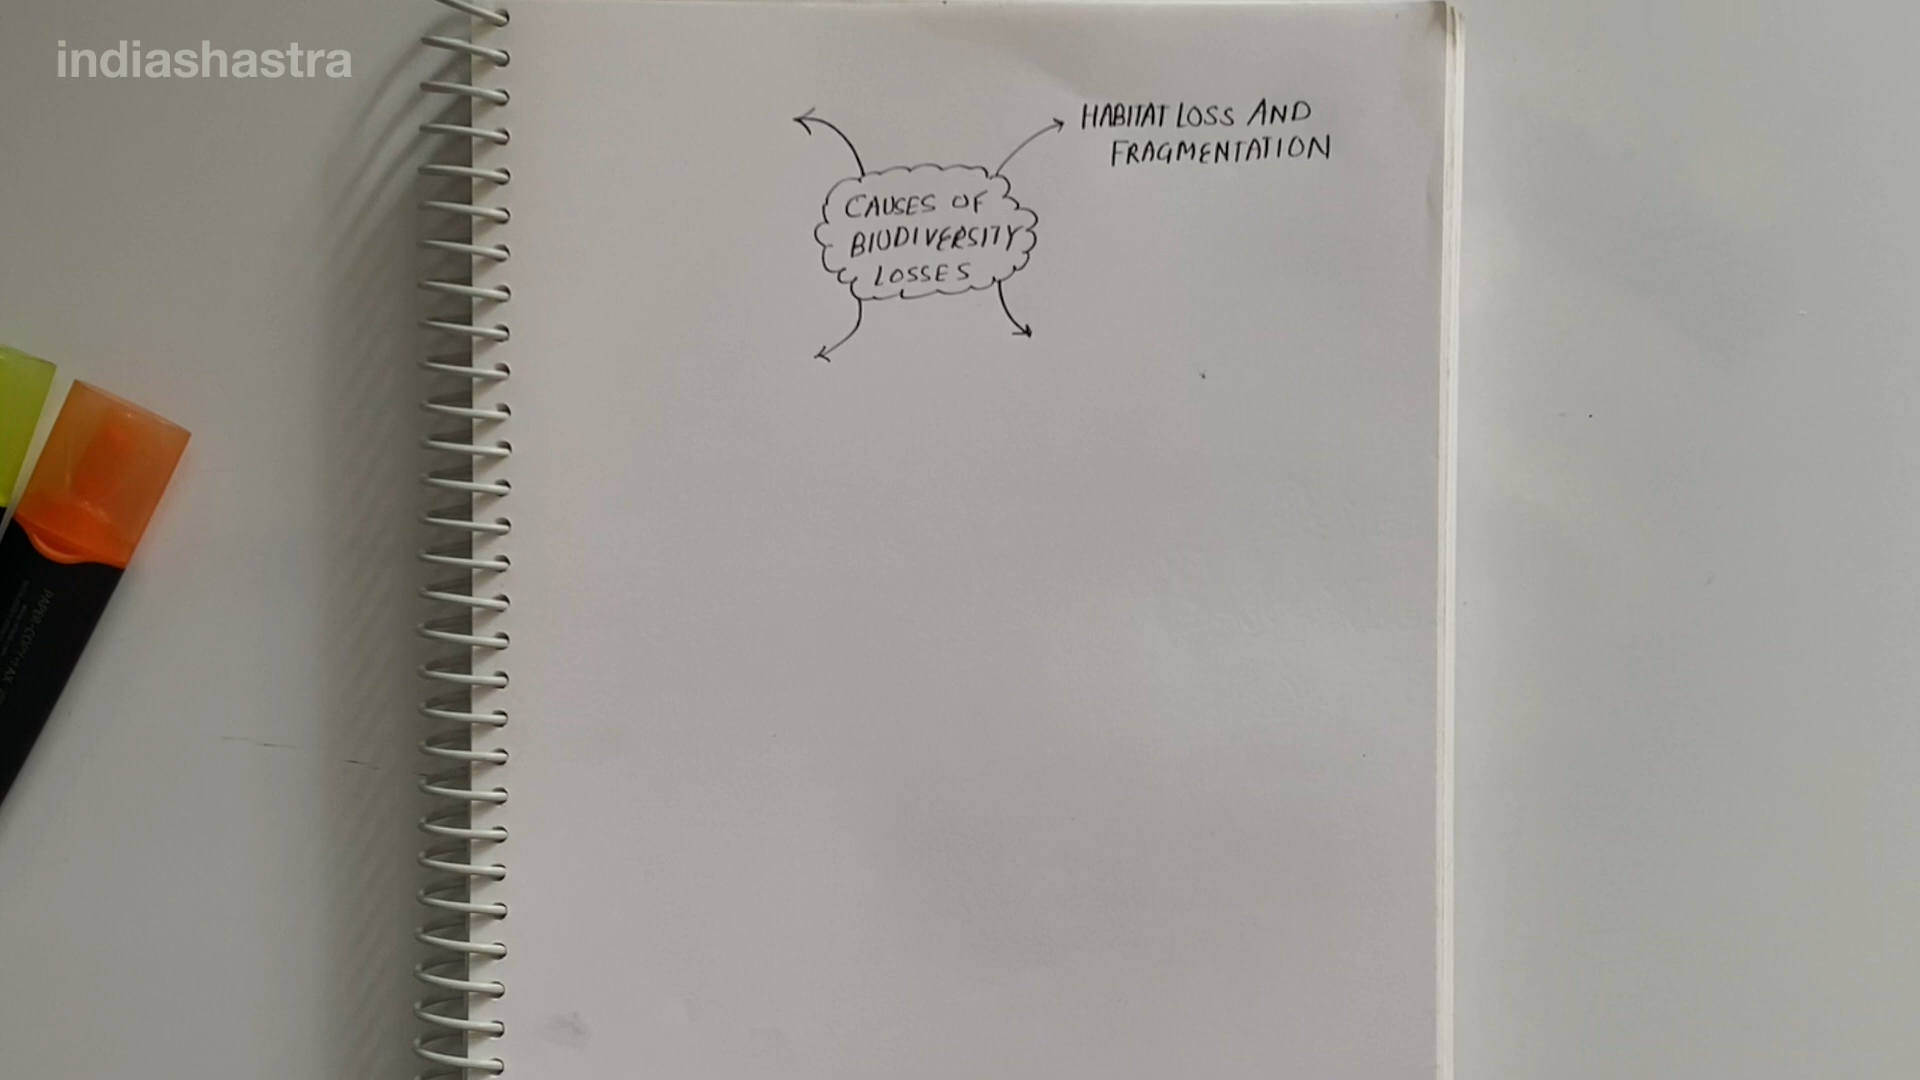 indiashastra
HABITAT LOSS AND
FRAGMENTATION
CAUSES OF
BIODIVERSITY
LOSSES